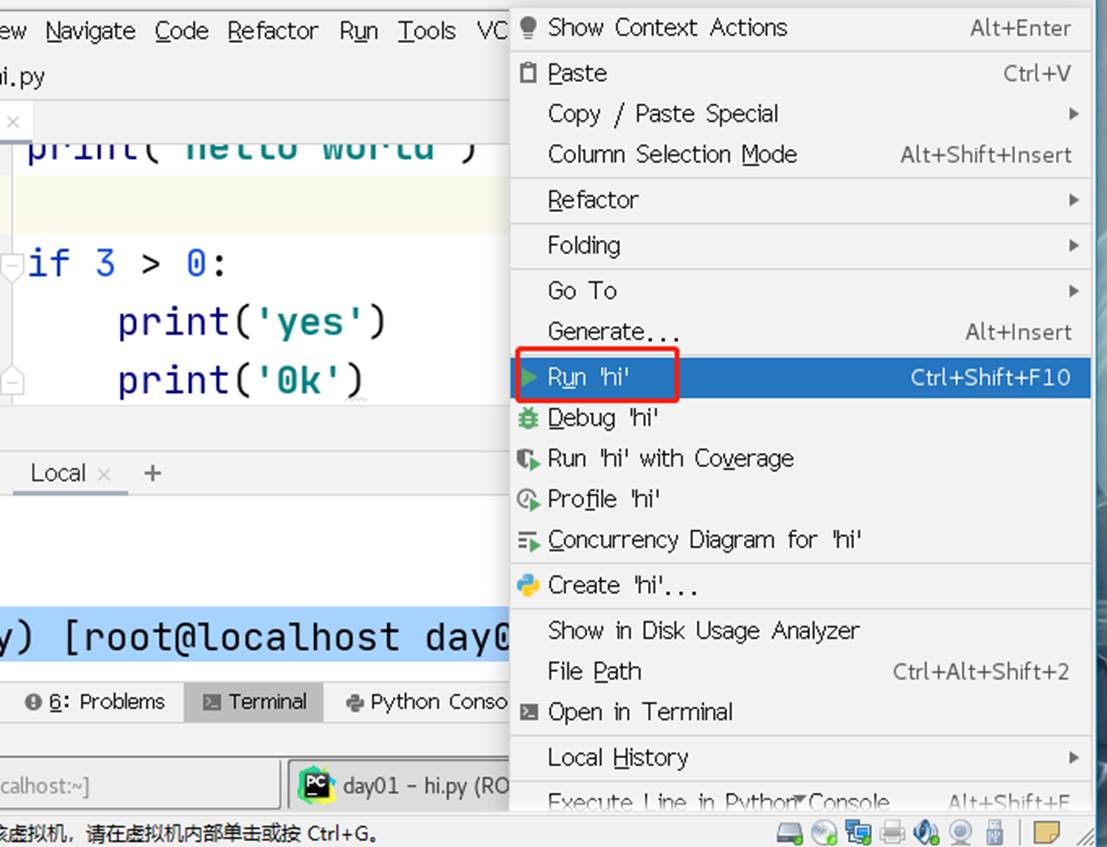 ew Navigate Code Refactor Run Tools VC
hi.py
print('hello world')
if 3 > 0:
print('yes')
print('0k')
Local
y) [root@localhost day0
6: Problems Terminal Python Conso
calhost:~]
day01 - hi.py (RO
Show Context Actions Alt+Enter
Paste Ctrl+V
Copy / Paste Special
Column Selection Mode Alt+Shift+Insert
Refactor
Folding
Go To
Generate... Alt+Insert
Run 'hi' Ctrl+Shift+F10
Debug 'hi'
Run 'hi' with Coverage
Profile 'hi'
Concurrency Diagram for 'hi'
Create 'hi'...
Show in Disk Usage Analyzer
File Path Ctrl+Alt+Shift+2
Open in Terminal
Local History
Execute Line in Python Console Alt+Shift+E
PC
虚拟机，请在虚拟机内部单击或按 Ctrl+G。